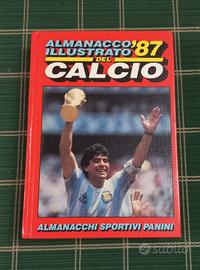 ALMANACCO
ILLUSTRATO '87
DEL
CALCIO
ALMANACCHI SPORTIVI PANINI
subito